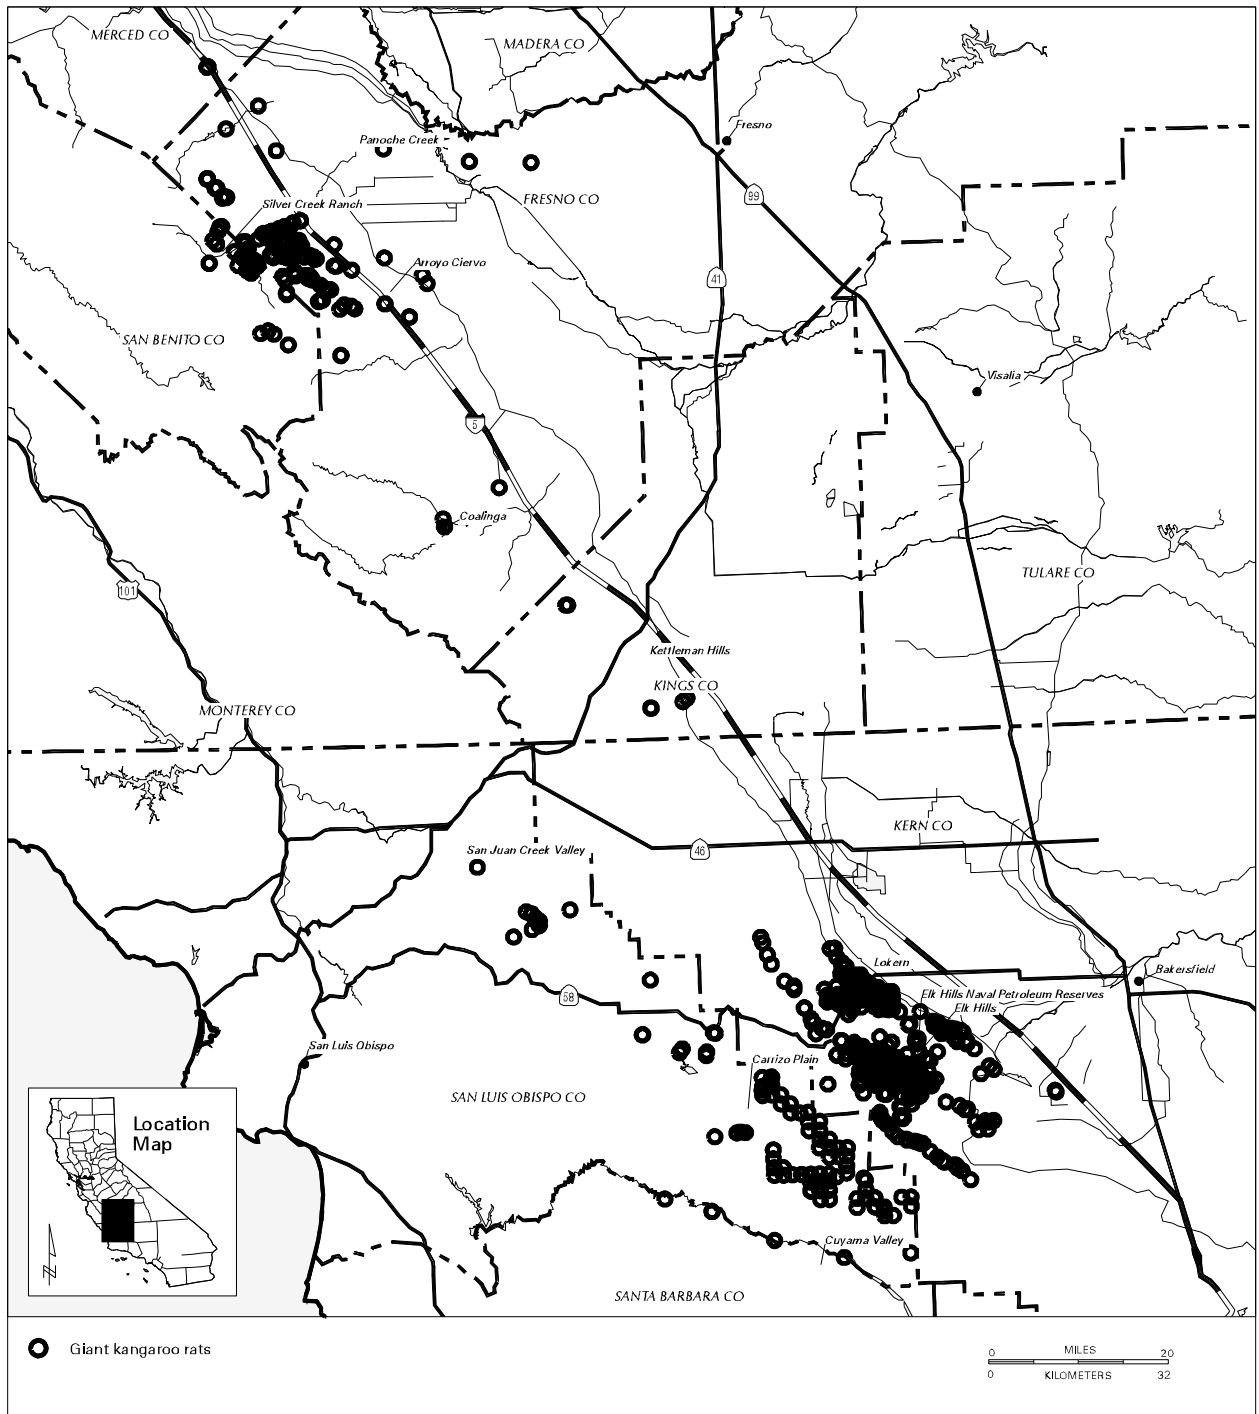 MERCED CO
MADERA CO
Fresno
Panoche Creek
99
FRESNO CO
Silver Creek Ranch
Arroyo Ciervo
41
SAN BENITO CO
Visalia
5
Coalinga
TULARE CO
101
Kettleman Hills
KINGS CO
MONTEREY CO
KERN CO
San Juan Creek Valley
46
Lokern
Bakersfield
58
Elk Hills Naval Petroleum Reserves
Elk Hills
San Luis Obispo
Carrizo Plain
SAN LUIS OBISPO CO
Location
Map
N
Cuyama Valley
SANTA BARBARA CO
Giant kangaroo rats
0 MILES 20
0 KILOMETERS 32